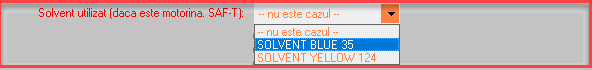 Solvent utilizat (daca este motorina. SAF-T): -- nu este cazul --
-- nu este cazul --
SOLVENT BLUE 35
SOLVENT YELLOW 124